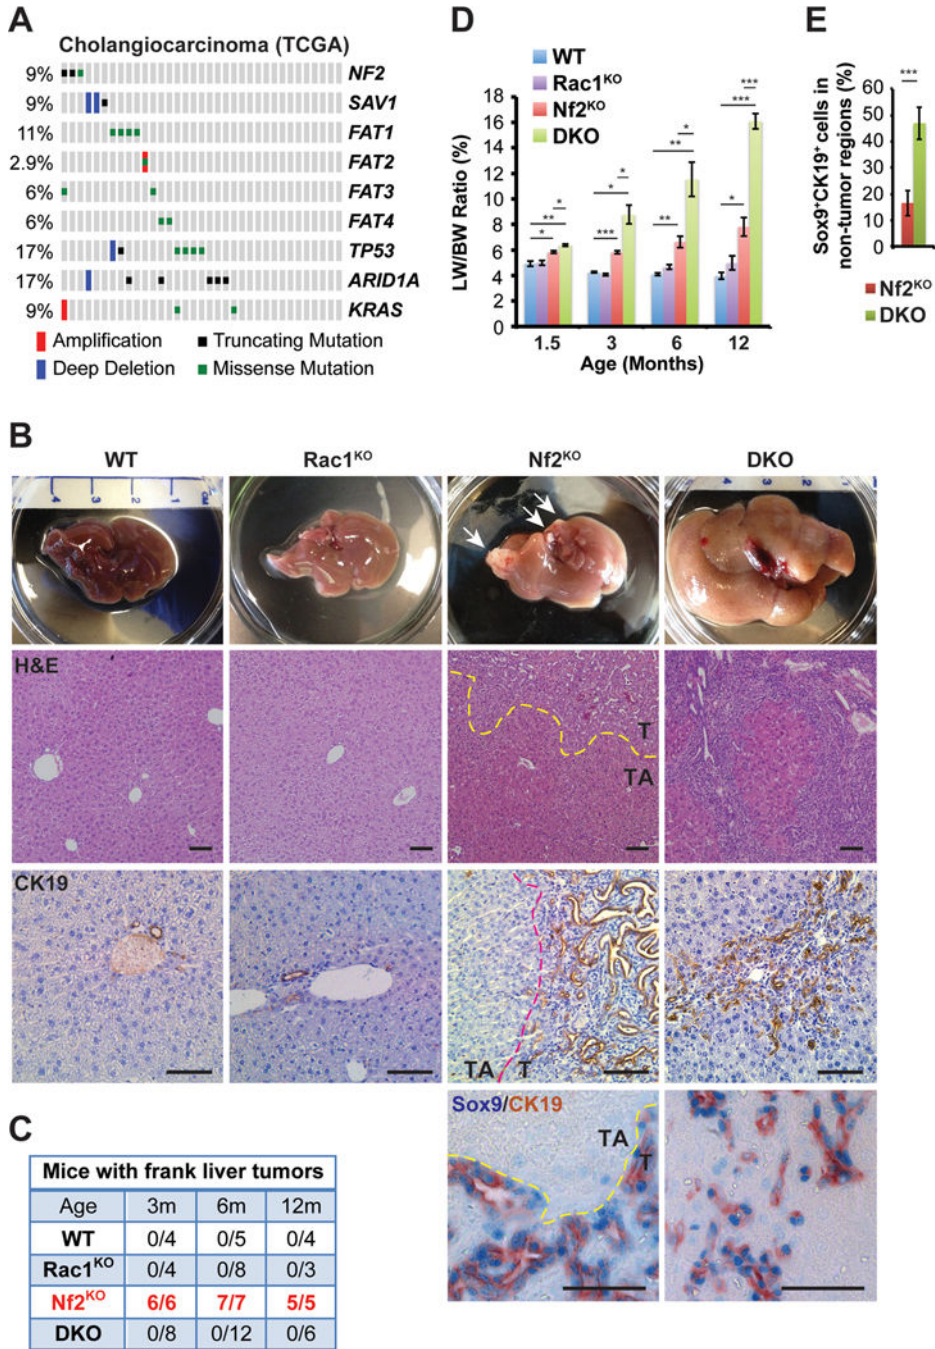 A
Cholangiocarcinoma (TCGA)
9% NF2
9% SAV1
11% FAT1
2.9% FAT2
6% FAT3
6% FAT4
17% TP53
17% ARID1A
9% KRAS
Amplification Truncating Mutation
Deep Deletion Missense Mutation
D
WT
Rac1KO
Nf2KO
DKO
LW/BW Ratio (%)
18
16
14
12
10
8
6
4
2
0
** * *
*** * *
** ** *
* *** ***
1.5 3 6 12
Age (Months)
E
***
Sox9+CK19+ cells in
non-tumor regions (%)
60
50
40
30
20
10
0
Nf2KO
DKO
B
WT Rac1KO Nf2KO DKO
4 3 2 1
H&E
T
TA
CK19
TA T
Sox9/CK19
TA
T
C
Mice with frank liver tumors
Age 3m 6m 12m
WT 0/4 0/5 0/4
Rac1KO 0/4 0/8 0/3
Nf2KO 6/6 7/7 5/5
DKO 0/8 0/12 0/6